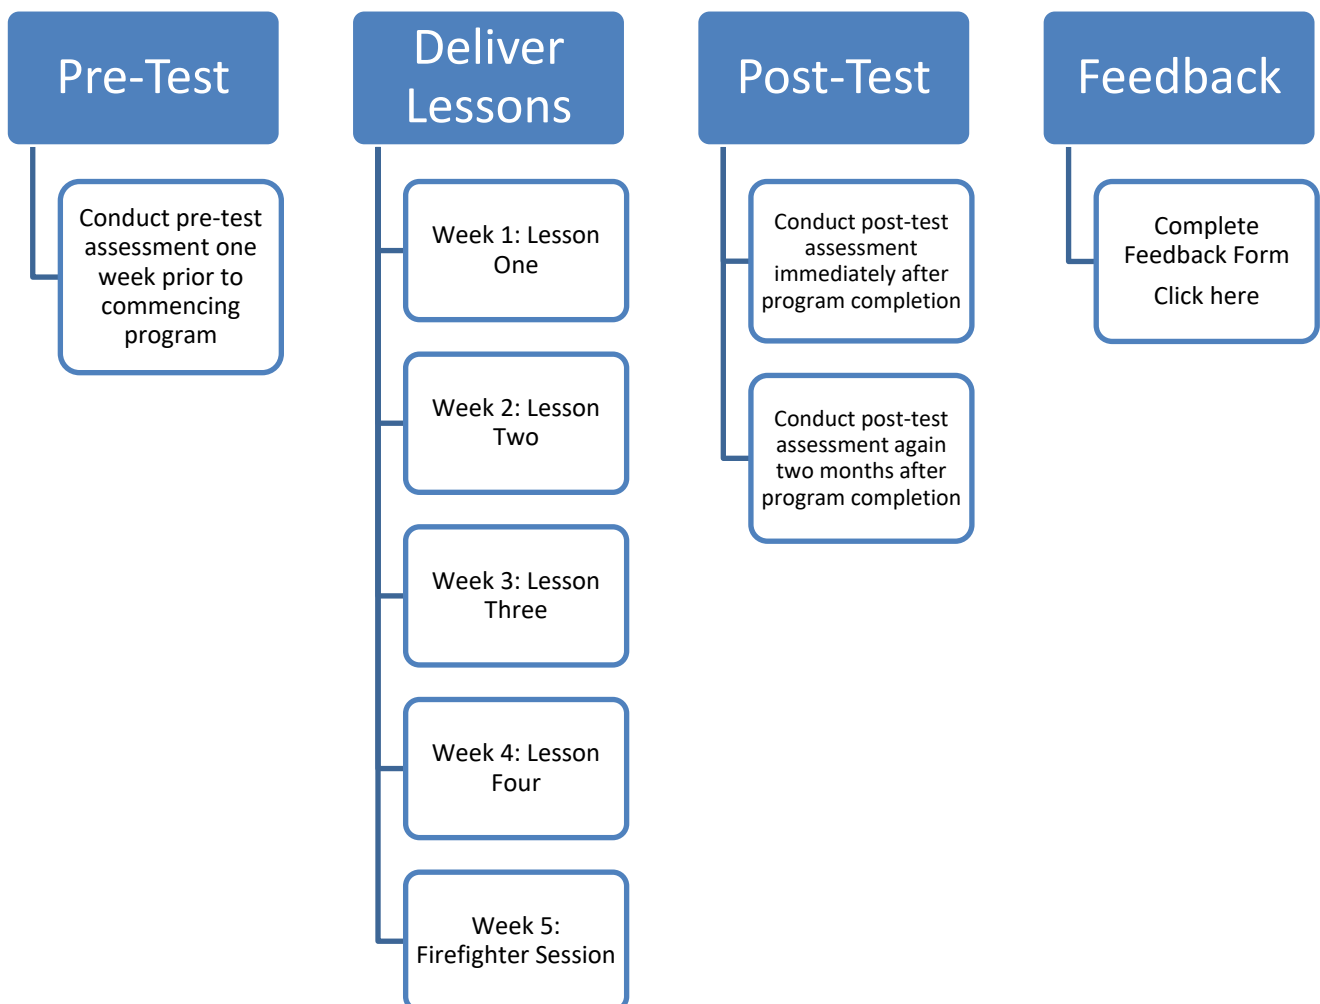 Pre-Test
Conduct pre-test
assessment one
week prior to
commencing
program
Deliver
Lessons
Week 1: Lesson
One
Week 2: Lesson
Two
Week 3: Lesson
Three
Week 4: Lesson
Four
Week 5:
Firefighter Session
Post-Test
Conduct post-test
assessment
immediately after
program completion
Conduct post-test
assessment again
two months after
program completion
Feedback
Complete
Feedback Form
Click here